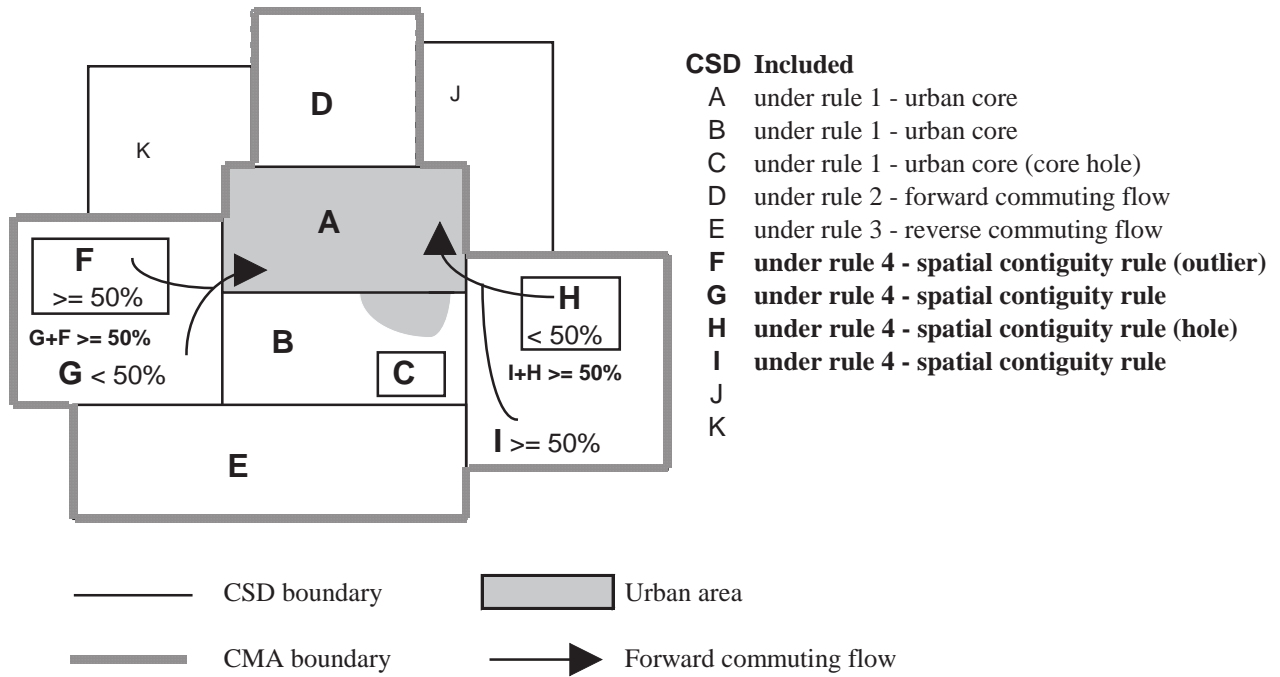 D
J
K
A
F
>= 50%
G+F >= 50%
G < 50%
B
C
H
< 50%
I+H >= 50%
I >= 50%
E
CSD Included
A under rule 1 - urban core
B under rule 1 - urban core
C under rule 1 - urban core (core hole)
D under rule 2 - forward commuting flow
E under rule 3 - reverse commuting flow
F under rule 4 - spatial contiguity rule (outlier)
G under rule 4 - spatial contiguity rule
H under rule 4 - spatial contiguity rule (hole)
I under rule 4 - spatial contiguity rule
J
K
CSD boundary
Urban area
CMA boundary
Forward commuting flow